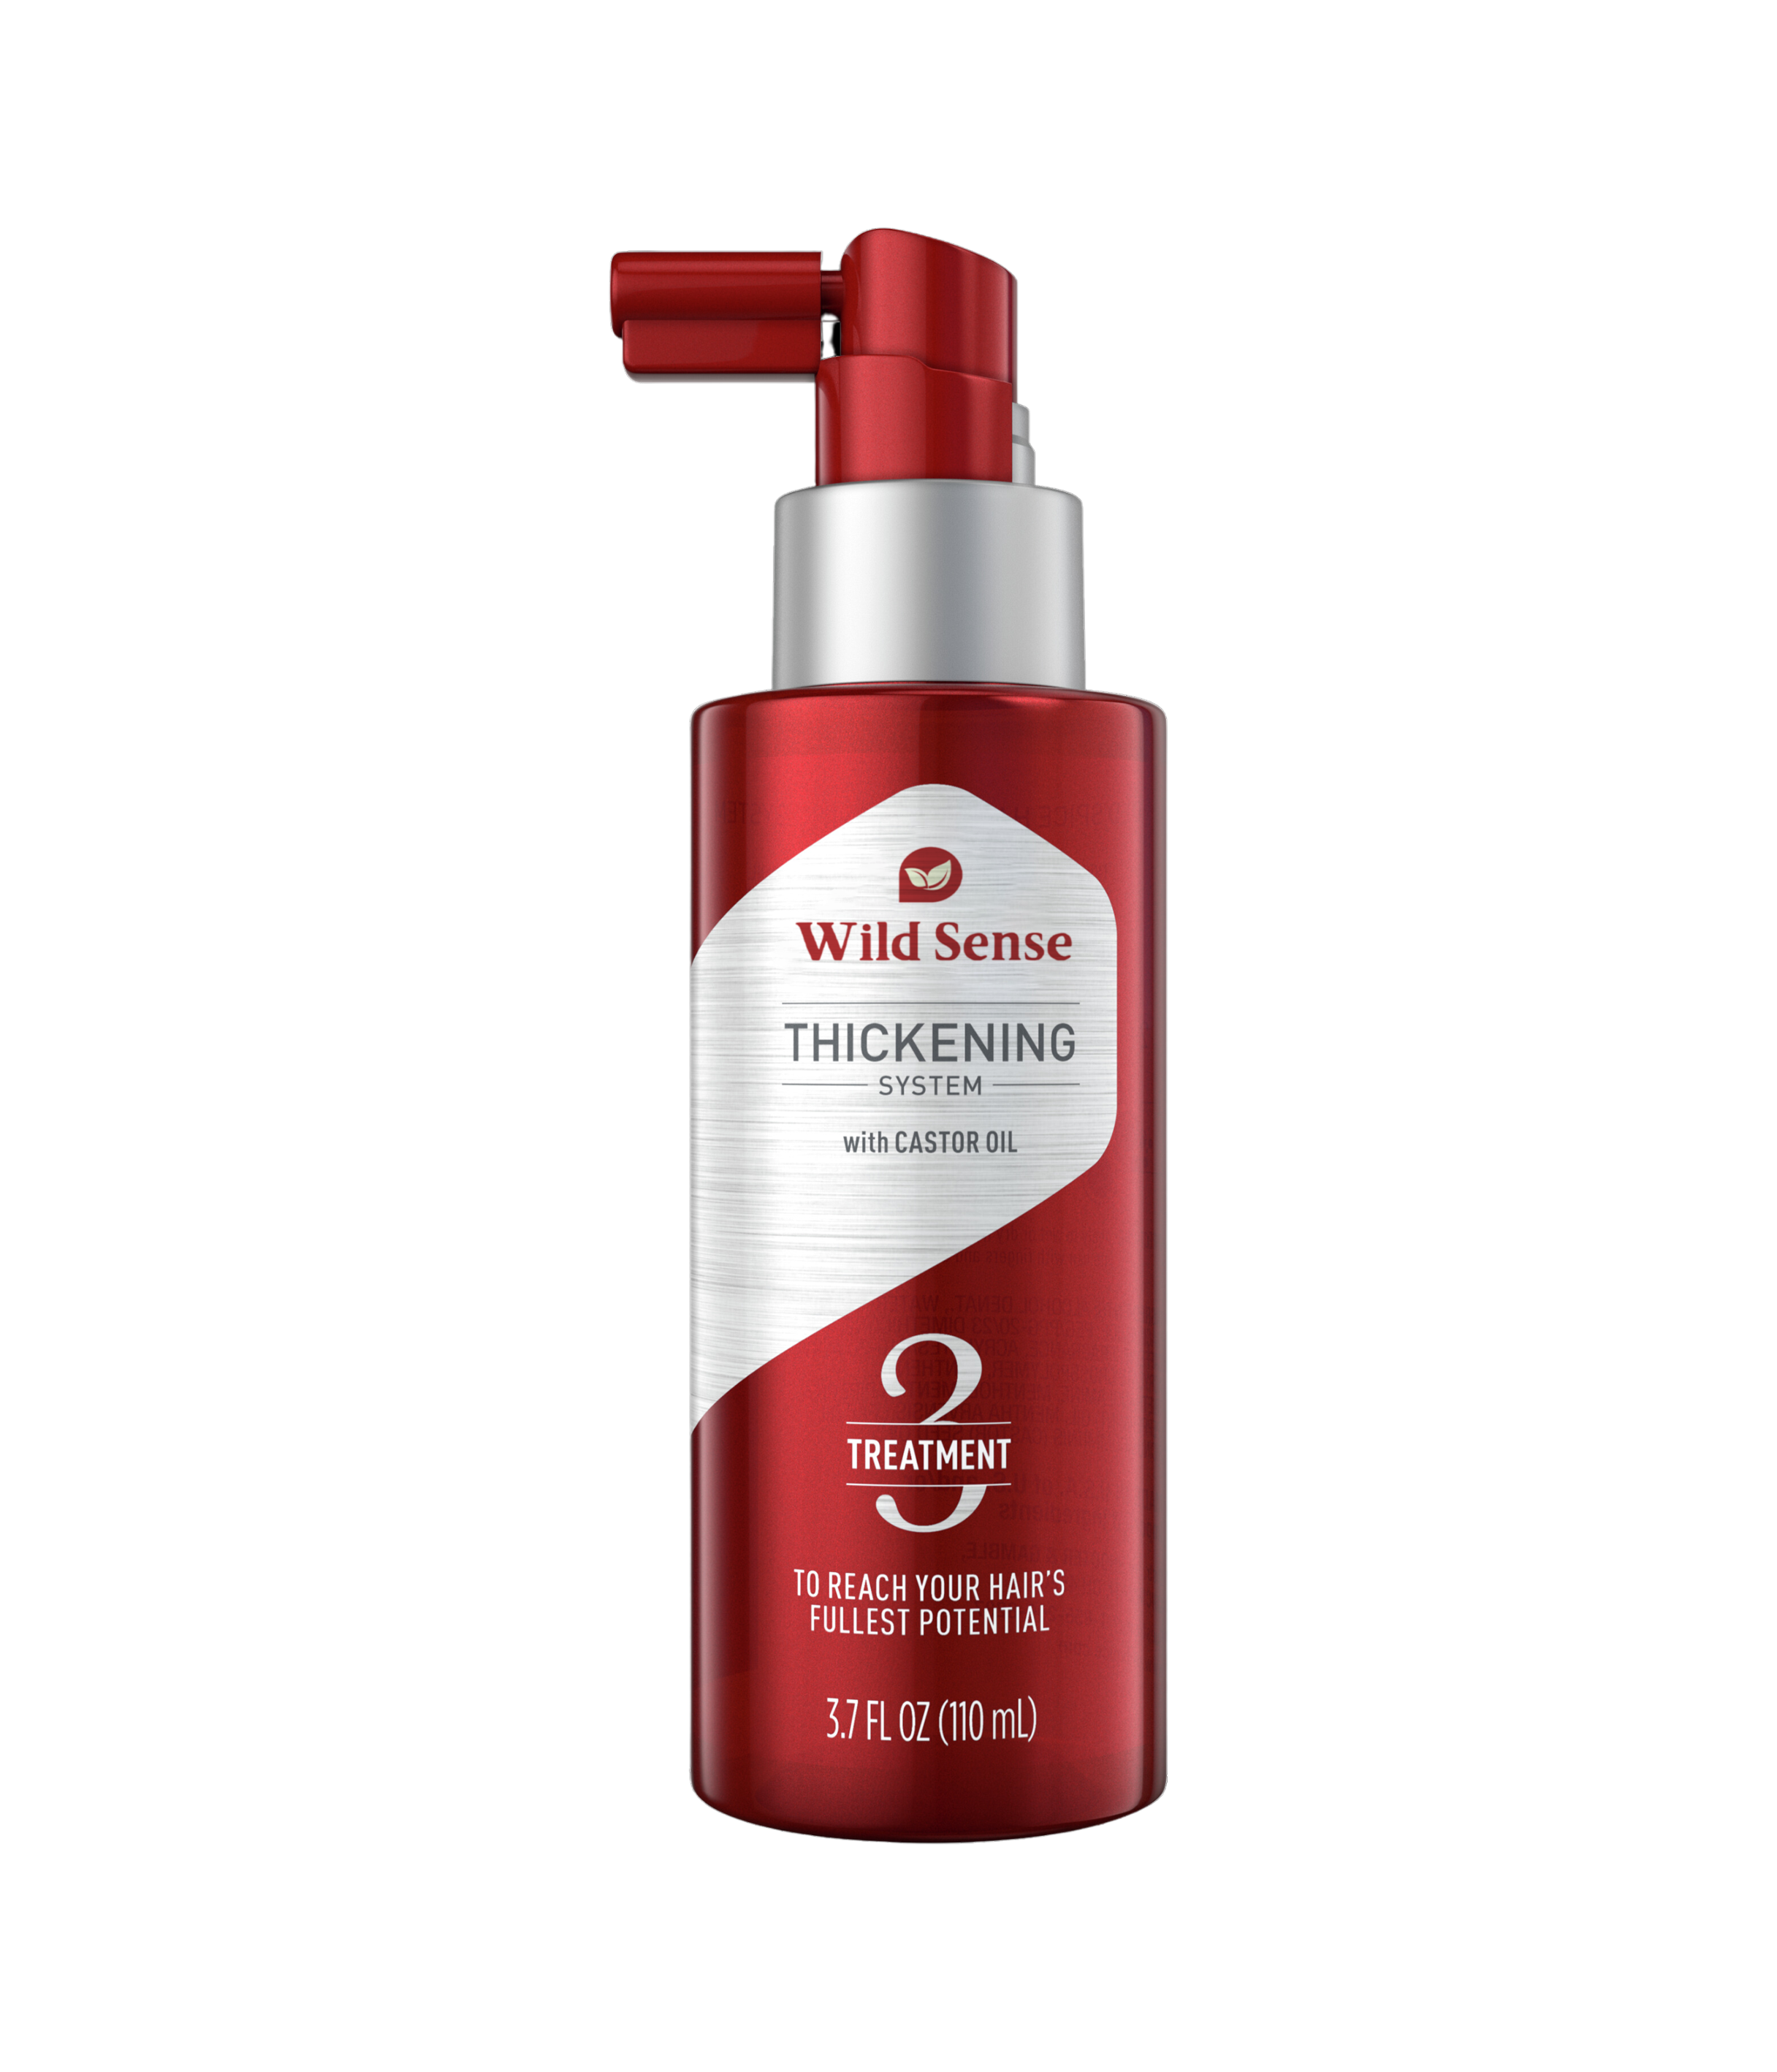 Wild Sense
THICKENING
SYSTEM
with CASTOR OIL
3
TREATMENT
TO REACH YOUR HAIR'S
FULLEST POTENTIAL
3.7 FL OZ (110 mL)